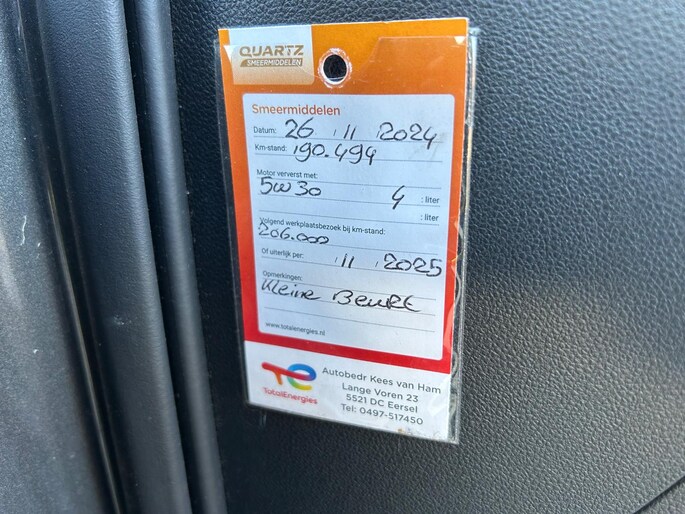 QUARTZ
SMEERMIDDELEN
Smeermiddelen
Datum: 26 11 2024
Km-stand: 190.494
Motor ververst met:
5W30 4 : liter
: liter
Volgend werkplaatsbezoek bij km-stand:
206.000
Of uiterlijk per: 11 2025
Opmerkingen:
Kleine Beurt
www.totalenergies.nl
TotalEnergies
Autobedr Kees van Ham
Lange Voren 23
5521 DC Eersel
Tel: 0497-517450